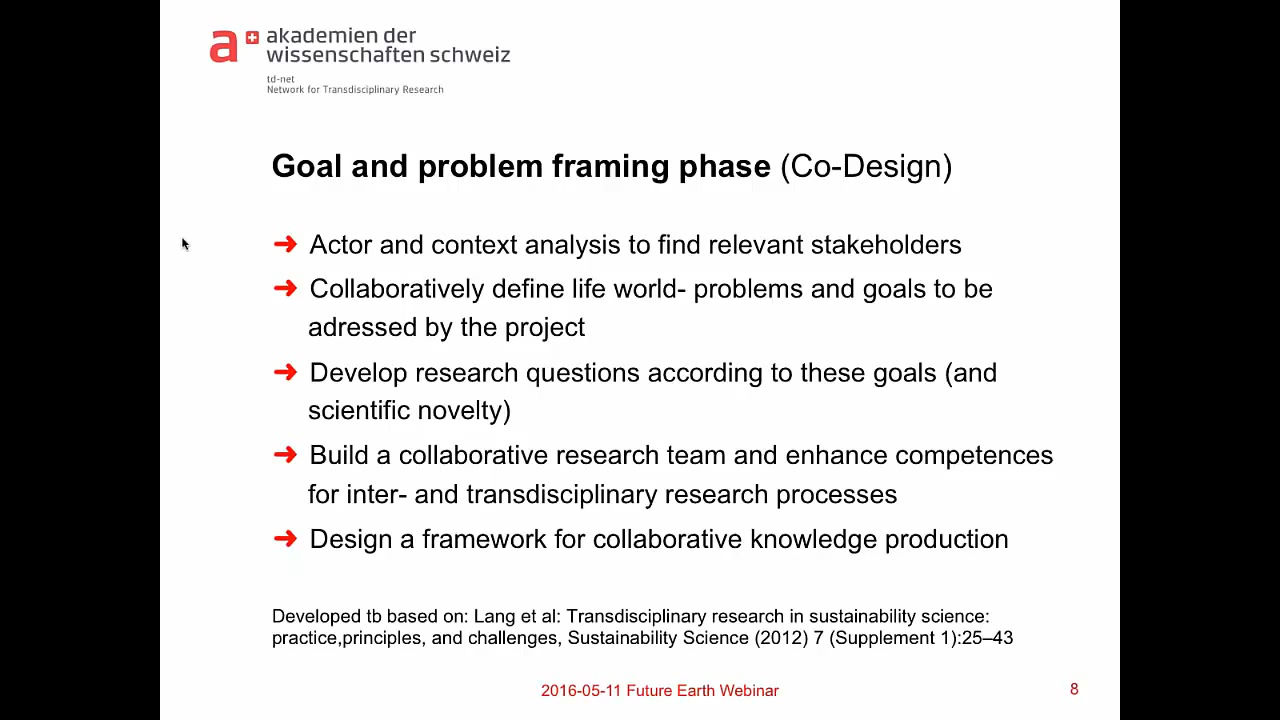 a
akademien der
wissenschaften schweiz
td-net
Network for Transdisciplinary Research
Goal and problem framing phase (Co-Design)
➜ Actor and context analysis to find relevant stakeholders
➜ Collaboratively define life world- problems and goals to be
adressed by the project
➜ Develop research questions according to these goals (and
scientific novelty)
➜ Build a collaborative research team and enhance competences
for inter- and transdisciplinary research processes
➜ Design a framework for collaborative knowledge production
Developed tb based on: Lang et al: Transdisciplinary research in sustainability science:
practice,principles, and challenges, Sustainability Science (2012) 7 (Supplement 1):25–43
2016-05-11 Future Earth Webinar
8